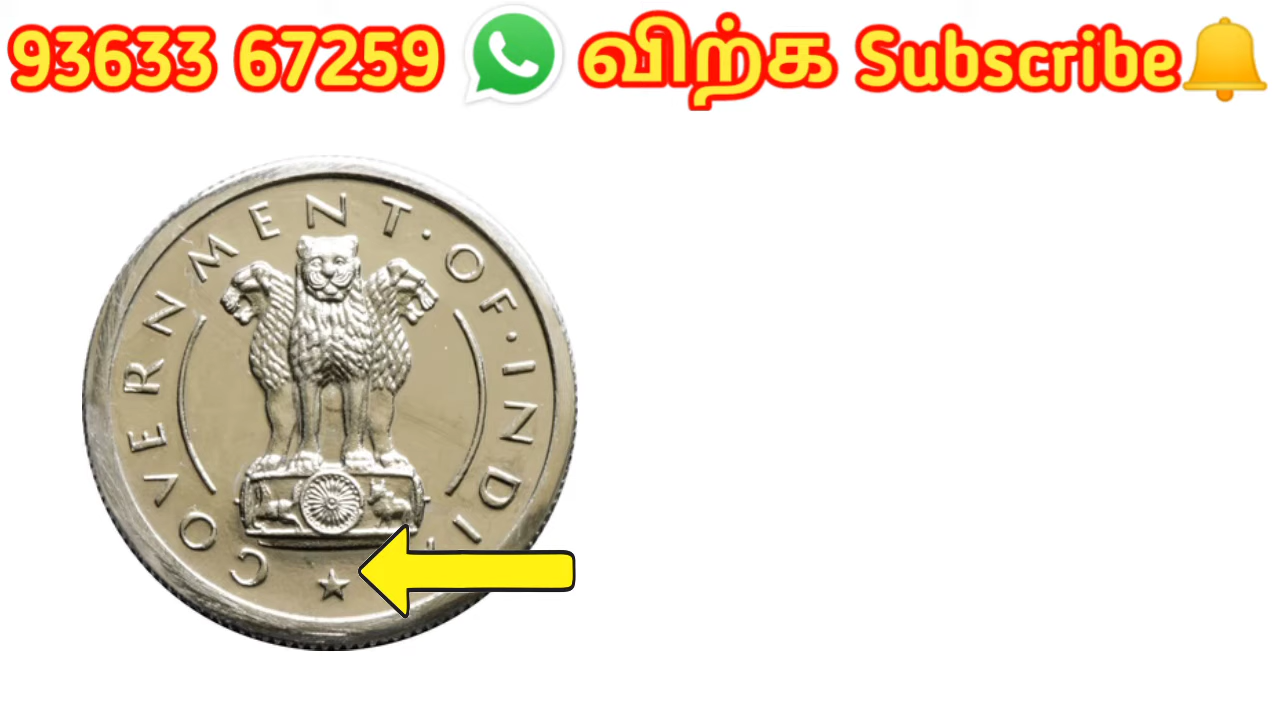 93633 67259 விற்க Subscribe
GOVERNMENT · OF · INDIA